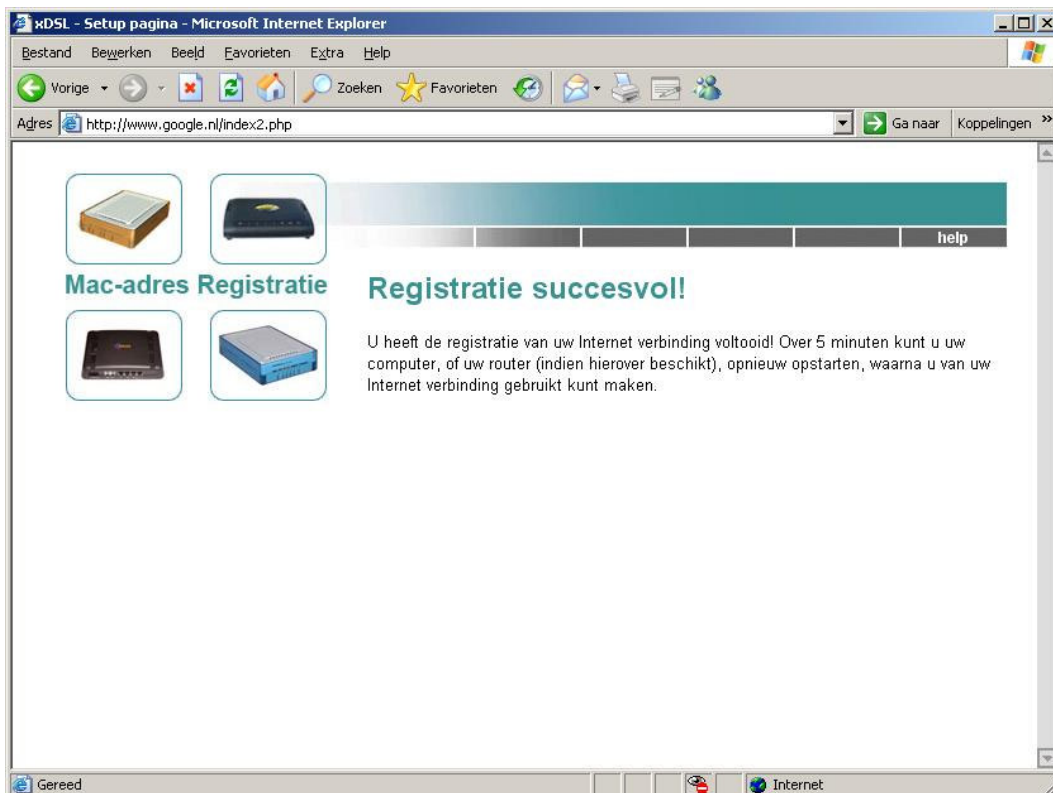 xDSL - Setup pagina - Microsoft Internet Explorer
Bestand Bewerken Beeld Favorieten Extra Help
Vorige Zoeken Favorieten
Adres http://www.google.nl/index2.php Ga naar Koppelingen »
help
Mac-adres Registratie
Registratie succesvol!
U heeft de registratie van uw Internet verbinding voltooid! Over 5 minuten kunt u uw
computer, of uw router (indien hierover beschikt), opnieuw opstarten, waarna u van uw
Internet verbinding gebruikt kunt maken.
Gereed Internet